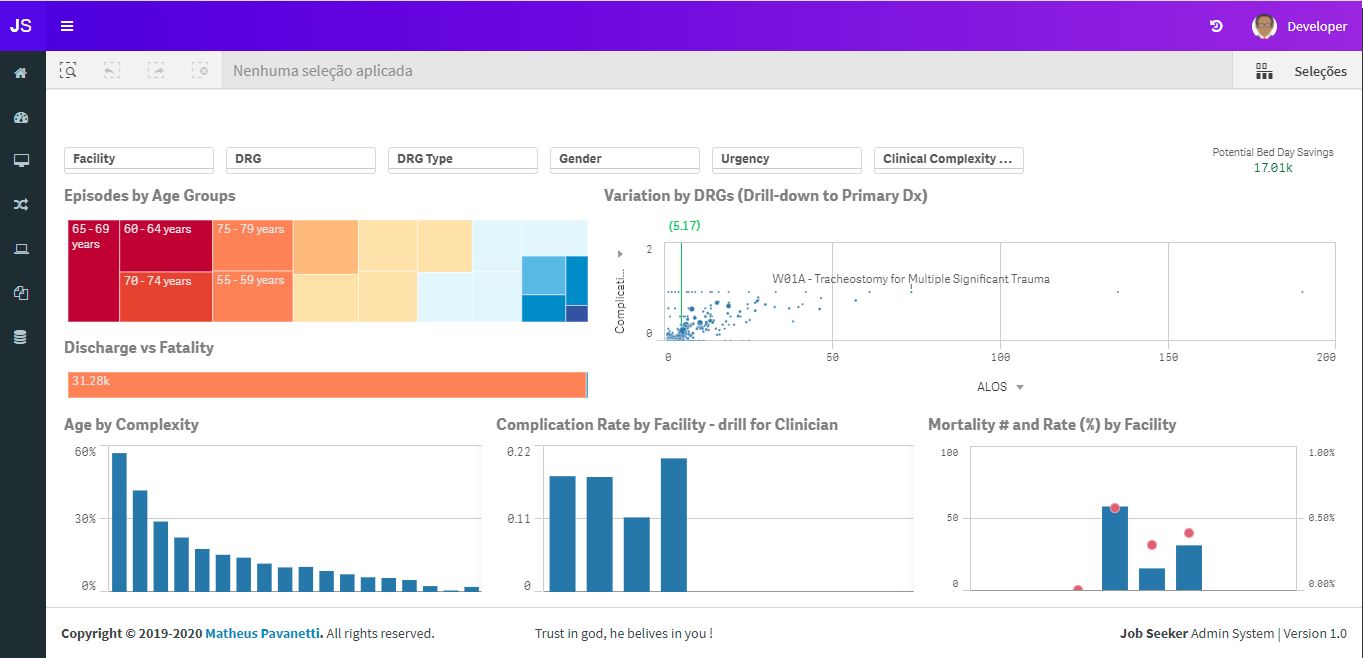 JS
Developer
Nenhuma seleção aplicada
Seleções
Facility
DRG
DRG Type
Gender
Urgency
Clinical Complexity ...
Potential Bed Day Savings
17.01k
Episodes by Age Groups
65 - 69
years
60 - 64 years
75 - 79 years
70 - 74 years
55 - 59 years
Discharge vs Fatality
31.28k
Variation by DRGs (Drill-down to Primary Dx)
(5.17)
Complicati...
2
0
W01A - Tracheostomy for Multiple Significant Trauma
0
50
100
150
200
ALOS
Age by Complexity
60%
30%
0%
Complication Rate by Facility - drill for Clinician
0.22
0.11
0
Mortality # and Rate (%) by Facility
100
50
0
1.00%
0.50%
0.00%
Copyright © 2019-2020 Matheus Pavanetti. All rights reserved.
Trust in god, he belives in you !
Job Seeker Admin System | Version 1.0